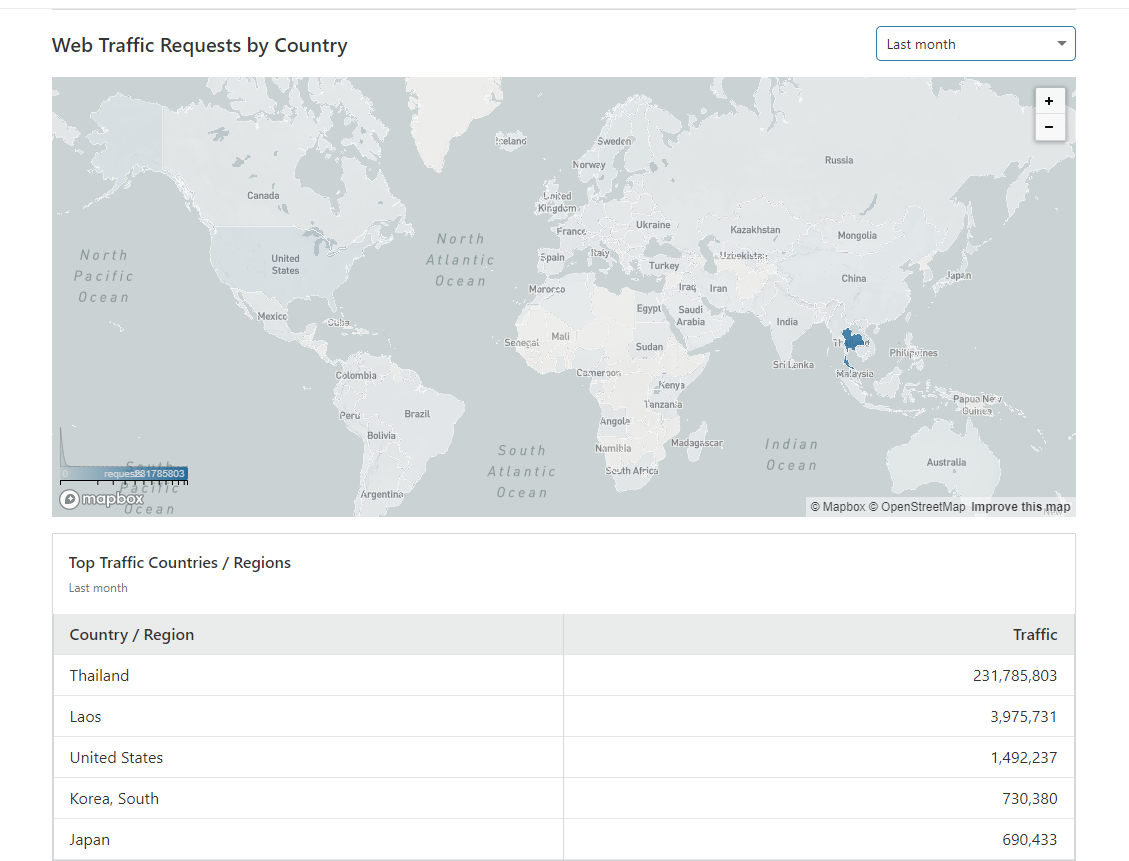 Web Traffic Requests by Country
Last month
+
−
Iceland
Sweden
Norway
Russia
Canada
United
Kingdom
Ukraine
Kazakhstan
Mongolia
France
North
Pacific
Ocean
North
Atlantic
Ocean
United
States
Spain
Italy
Turkey
Uzbekistan
China
Japan
Morocco
Iraq
Iran
Mexico
Cuba
Egypt
Saudi
Arabia
India
Senegal
Mali
Sudan
Philippines
Sri Lanka
Malaysia
Colombia
Cameroon
Kenya
Peru
Brazil
Tanzania
Papua New
Guinea
Angola
Bolivia
Namibia
Madagascar
South
Atlantic
Ocean
Indian
Ocean
Australia
South Africa
Argentina
South
Pacific
Ocean
0 requests 231785803
mapbox
© Mapbox © OpenStreetMap Improve this map
Top Traffic Countries / Regions
Last month
Country / Region Traffic
Thailand 231,785,803
Laos 3,975,731
United States 1,492,237
Korea, South 730,380
Japan 690,433